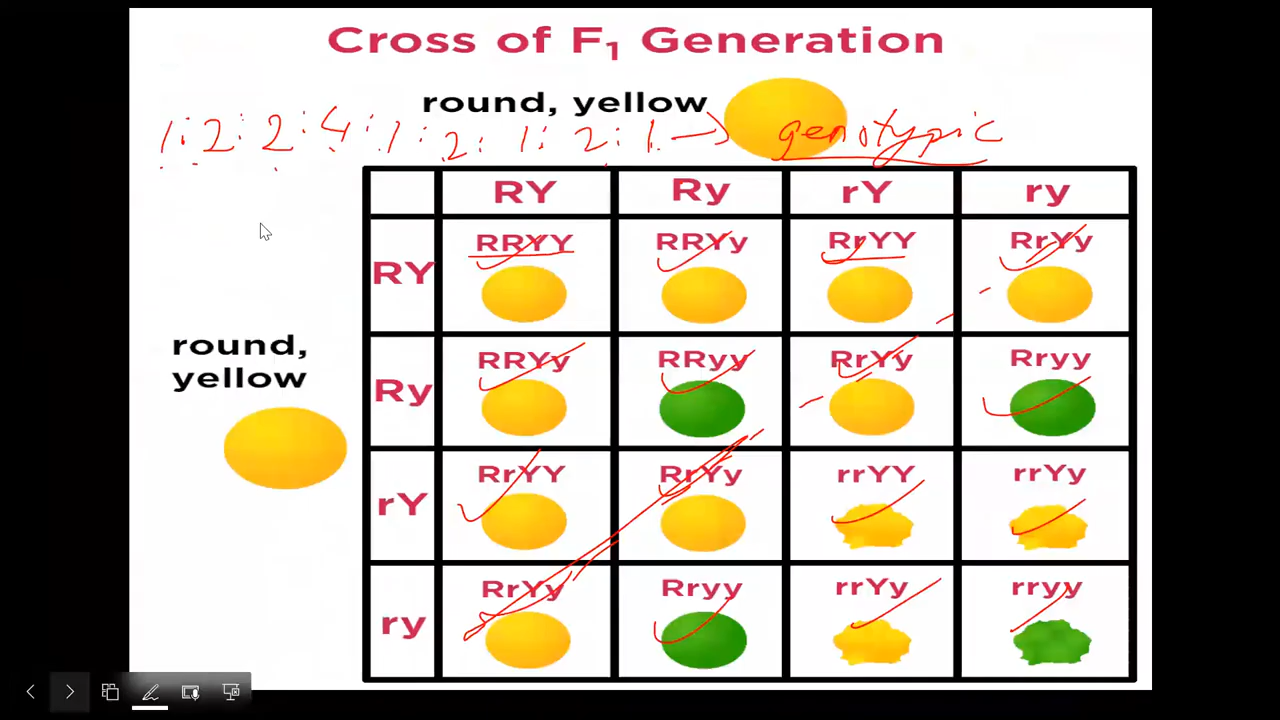 Cross of F₁ Generation
round, yellow
1 : 2 : 2 : 4 : 1 : 2 : 1 : 2 : 1 → genotypic
RY Ry rY ry
RY RRYY RRYy RrYY RrYy
round,
yellow
Ry RRYy RRyy RrYy Rryy
rY RrYY RrYy rrYY rrYy
ry RrYy Rryy rrYy rryy